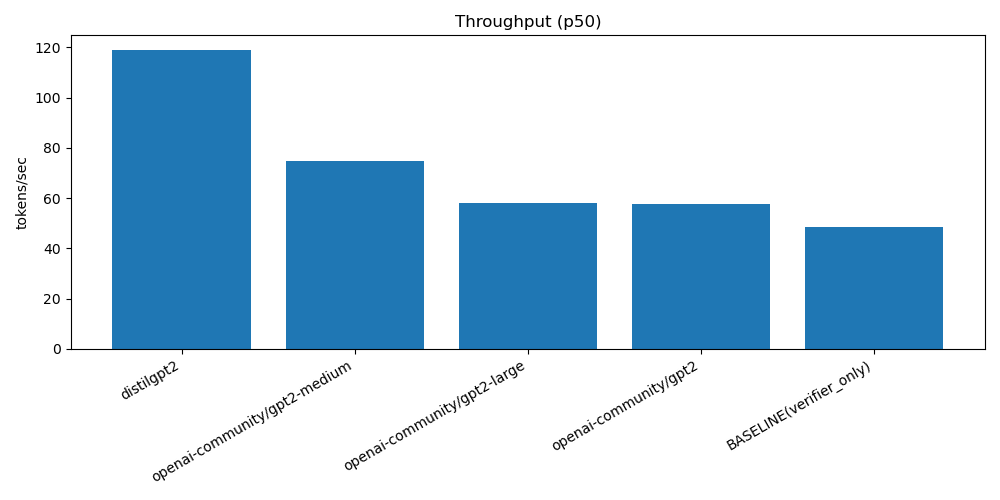 Throughput (p50)
tokens/sec
120
100
80
60
40
20
0
distilgpt2
openai-community/gpt2-medium
openai-community/gpt2-large
openai-community/gpt2
BASELINE(verifier_only)